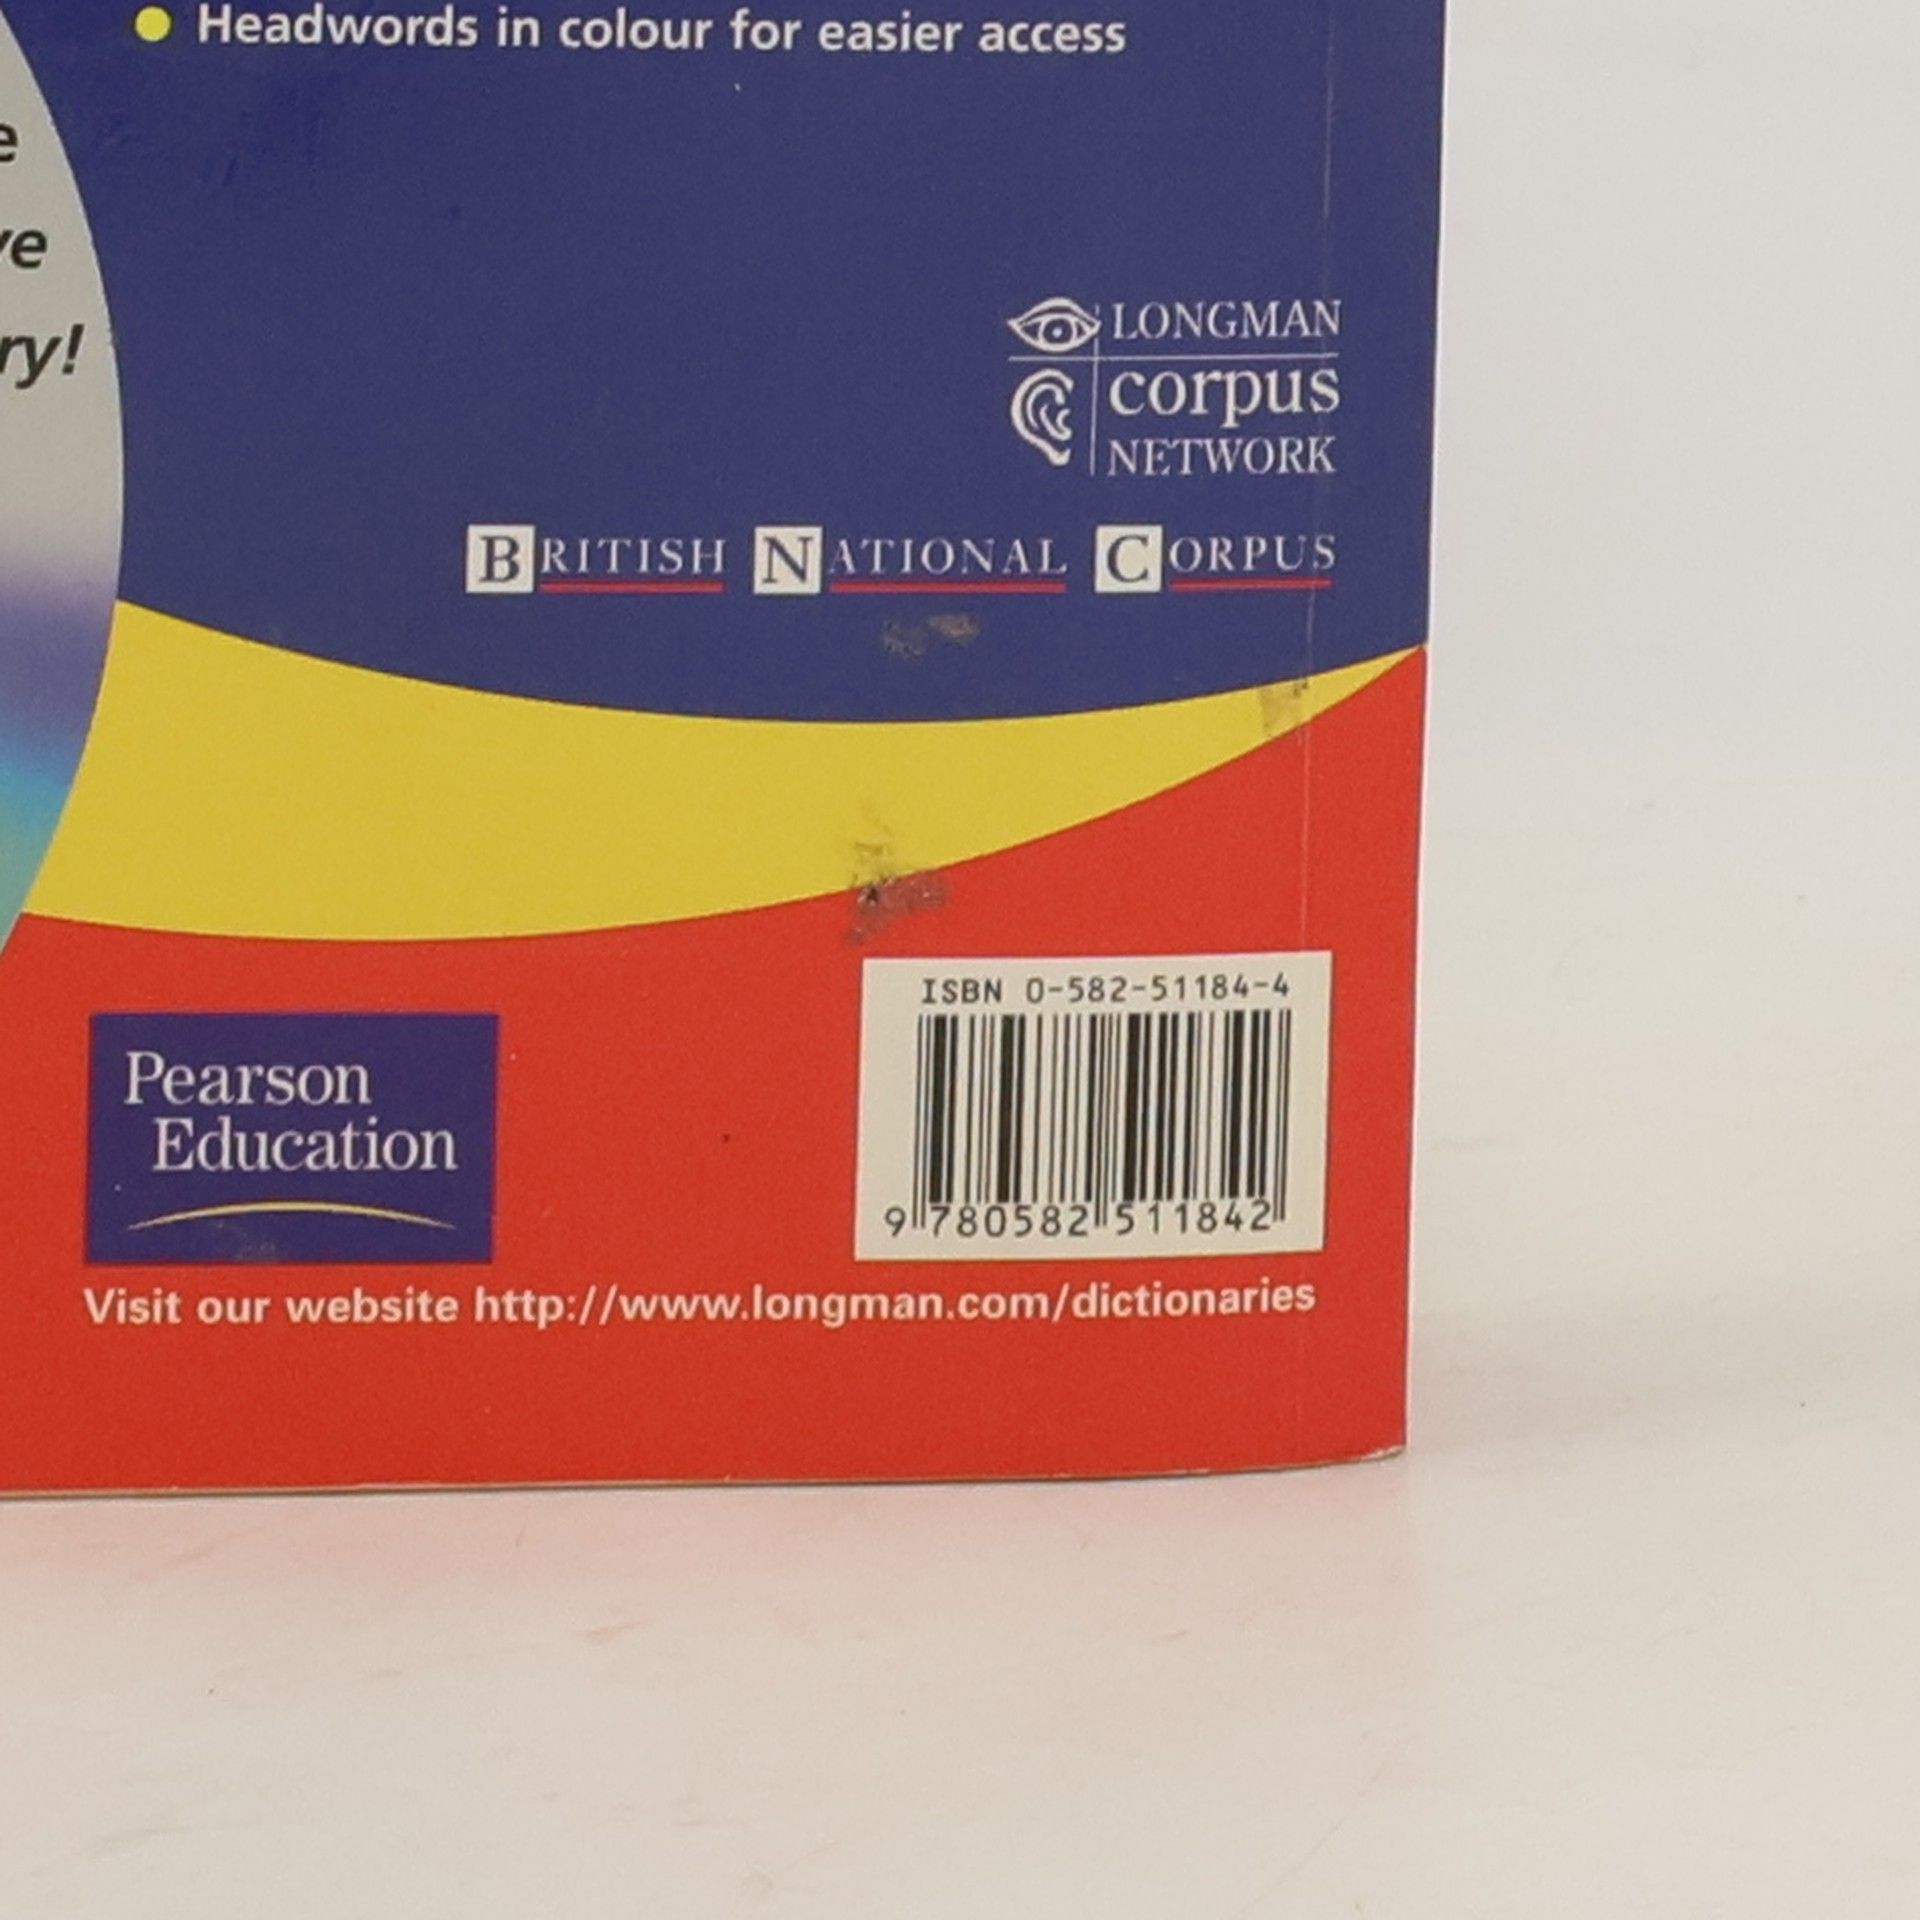 Headwords in colour for easier access
ry!
LONGMAN
corpus
NETWORK
BRITISH NATIONAL CORPUS
ISBN 0-582-51184-4
9 780582 511842
Pearson
Education
Visit our website http://www.longman.com/dictionaries